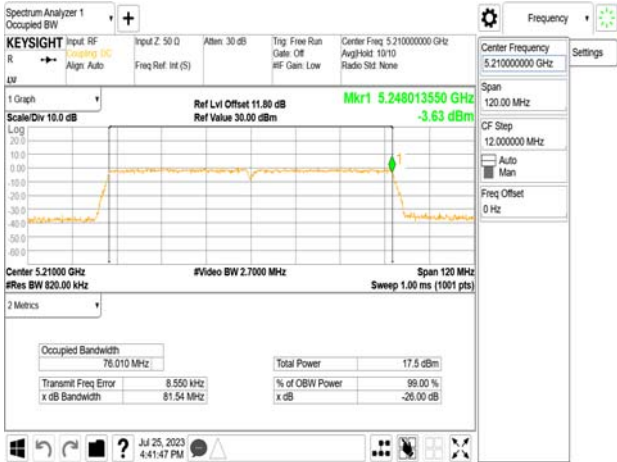 Spectrum Analyzer 1
Occupied BW
Frequency
KEYSIGHT
Input: RF
Coupling: DC
Align: Auto
Input Z: 50 Ω
Freq Ref: Int (S)
Atten: 30 dB
Trig: Free Run
Gate: Off
#IF Gain: Low
Center Freq: 5.210000000 GHz
Avg|Hold: 10/10
Radio Std: None
R
1 Graph
Scale/Div 10.0 dB
Ref Lvl Offset 11.80 dB
Ref Value 30.00 dBm
Mkr1 5.248013550 GHz
-3.63 dBm
Log
20.0
10.0
0.00
-10.0
-20.0
-30.0
-40.0
-50.0
-60.0
1
Center 5.21000 GHz
#Res BW 820.00 kHz
#Video BW 2.7000 MHz
Span 120 MHz
Sweep 1.00 ms (1001 pts)
2 Metrics
Occupied Bandwidth
76.010 MHz
Transmit Freq Error
8.550 kHz
x dB Bandwidth
81.54 MHz
Total Power
17.5 dBm
% of OBW Power
99.00 %
x dB
-26.00 dB
Jul 25, 2023
4:41:47 PM
Center Frequency
5.210000000 GHz
Span
120.00 MHz
CF Step
12.000000 MHz
Auto
Man
Freq Offset
0 Hz
Settings